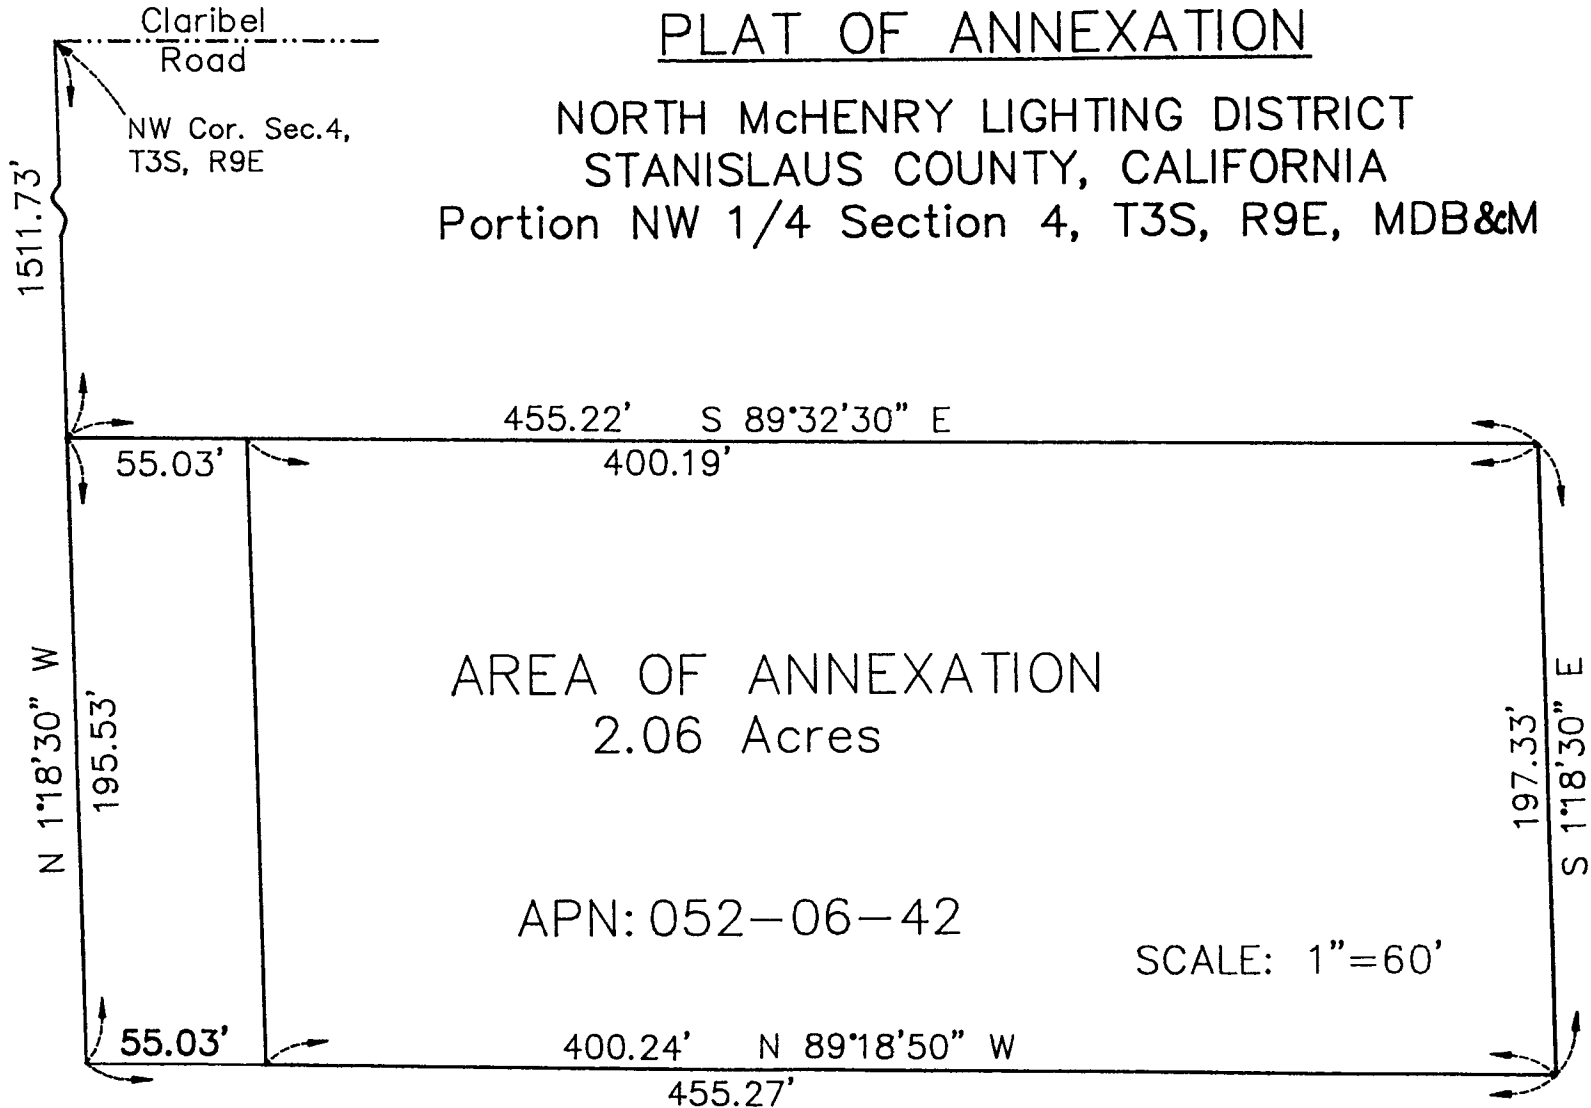 Claribel
Road
PLAT OF ANNEXATION
NW Cor. Sec.4,
T3S, R9E
NORTH McHENRY LIGHTING DISTRICT
STANISLAUS COUNTY, CALIFORNIA
Portion NW 1/4 Section 4, T3S, R9E, MDB&M
1511.73'
455.22' S 89°32'30" E
55.03'
400.19'
N 1°18'30" W
195.53'
AREA OF ANNEXATION
2.06 Acres
197.33'
S 1°18'30" E
APN: 052-06-42
SCALE: 1"=60'
55.03'
400.24' N 89°18'50" W
455.27'